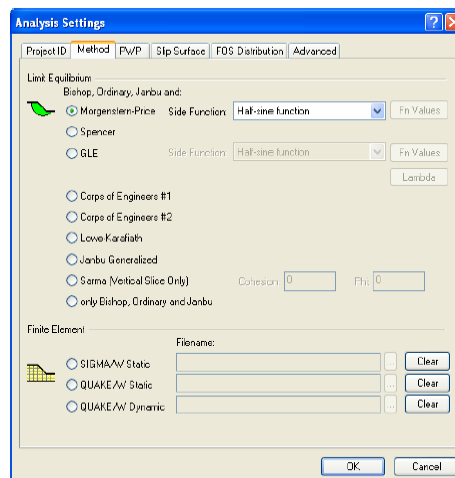 Analysis Settings
Project ID Method PWP Slip Surface FOS Distribution Advanced
Limit Equilibrium
Bishop, Ordinary, Janbu and:
Morgenstern-Price Side Function: Half-sine function Fn Values
Spencer
GLE Side Function: Half-sine function Fn Values
Lambda
Corps of Engineers #1
Corps of Engineers #2
Lowe-Karafiath
Janbu Generalized
Sarma (Vertical Slice Only) Cohesion: 0 Phi: 0
only Bishop, Ordinary and Janbu
Finite Element
Filename:
SIGMA/W Static ... Clear
QUAKE/W Static ... Clear
QUAKE/W Dynamic ... Clear
OK Cancel